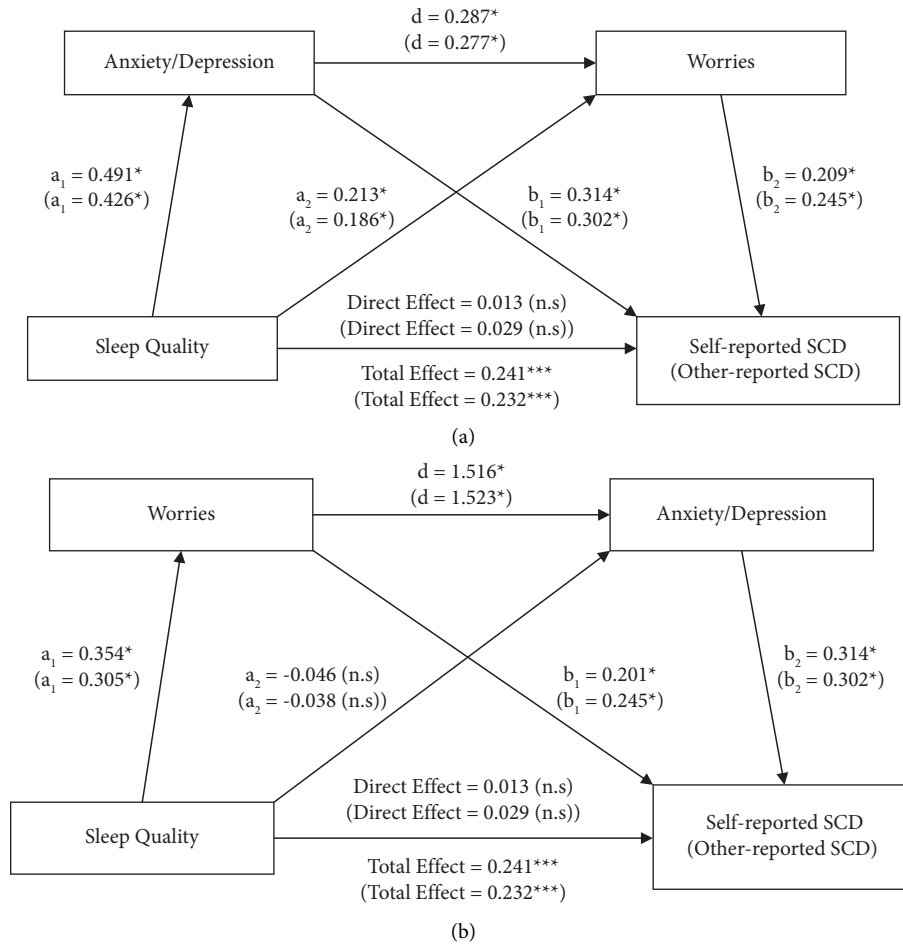 d = 0.287*
(d = 0.277*)
Anxiety/Depression
Worries
a₁ = 0.491*
(a₁ = 0.426*)
a₂ = 0.213*
(a₂ = 0.186*)
b₁ = 0.314*
(b₁ = 0.302*)
b₂ = 0.209*
(b₂ = 0.245*)
Sleep Quality
Direct Effect = 0.013 (n.s)
(Direct Effect = 0.029 (n.s))
Total Effect = 0.241***
(Total Effect = 0.232***)
Self-reported SCD
(Other-reported SCD)
(a)
d = 1.516*
(d = 1.523*)
Worries
Anxiety/Depression
a₁ = 0.354*
(a₁ = 0.305*)
a₂ = -0.046 (n.s)
(a₂ = -0.038 (n.s))
b₁ = 0.201*
(b₁ = 0.245*)
b₂ = 0.314*
(b₂ = 0.302*)
Sleep Quality
Direct Effect = 0.013 (n.s)
(Direct Effect = 0.029 (n.s))
Total Effect = 0.241***
(Total Effect = 0.232***)
Self-reported SCD
(Other-reported SCD)
(b)